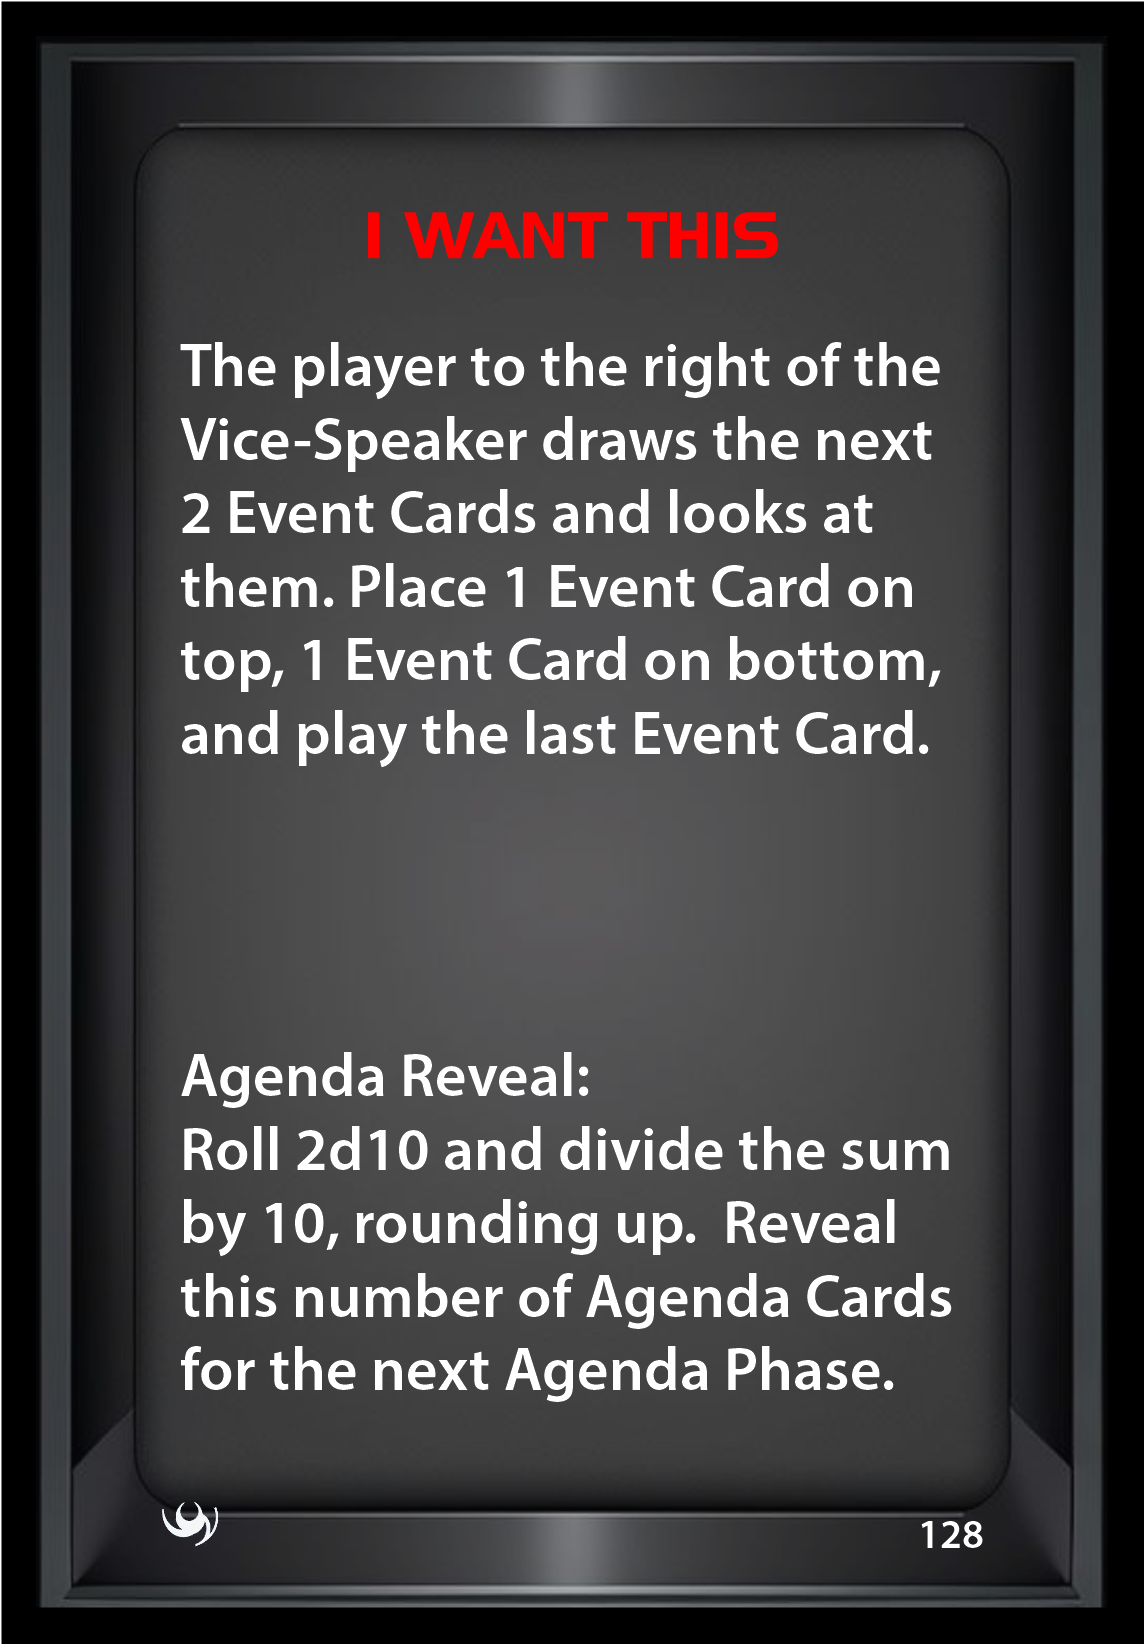 I WANT THIS
The player to the right of the
Vice-Speaker draws the next
2 Event Cards and looks at
them. Place 1 Event Card on
top, 1 Event Card on bottom,
and play the last Event Card.
Agenda Reveal:
Roll 2d10 and divide the sum
by 10, rounding up.  Reveal
this number of Agenda Cards
for the next Agenda Phase.
128